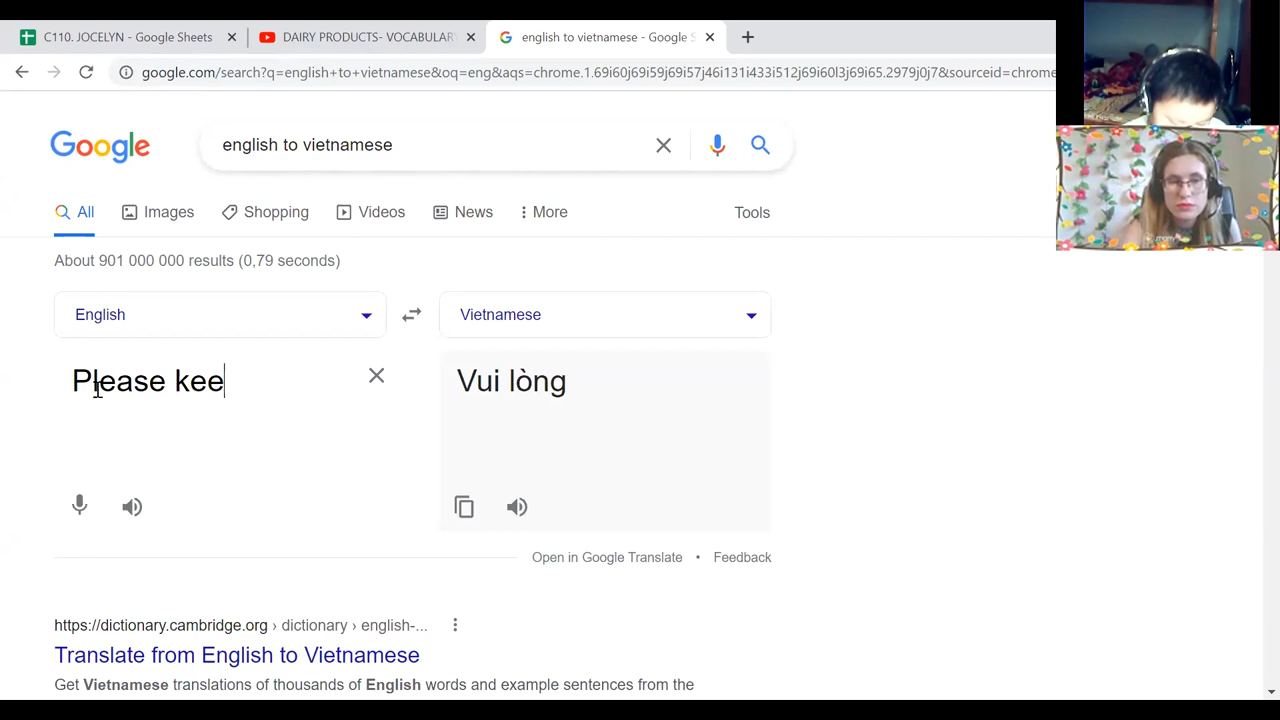 C110. JOCELYN - Google Sheets
DAIRY PRODUCTS- VOCABULARY
english to vietnamese - Google S
google.com/search?q=english+to+vietnamese&oq=eng&aqs=chrome.1.69i60j69i59j69i57j46i131i433i512j69i60l3j69i65.2979j0j7&sourceid=chrome
Google
english to vietnamese
All Images Shopping Videos News More Tools
About 901 000 000 results (0,79 seconds)
English Vietnamese
Please kee
Vui lòng
Open in Google Translate • Feedback
https://dictionary.cambridge.org › dictionary › english-...
Translate from English to Vietnamese
Get Vietnamese translations of thousands of English words and example sentences from the